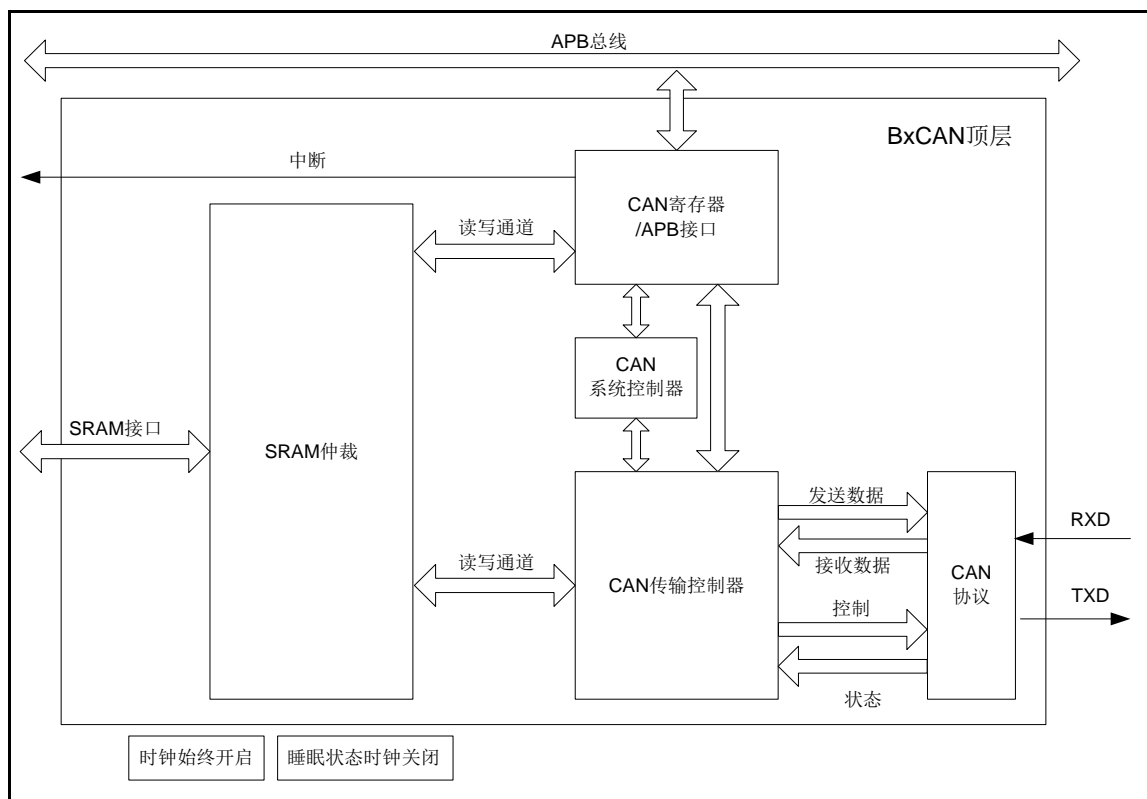 APB总线
BxCAN顶层
中断
CAN寄存器
/APB接口
读写通道
CAN
系统控制器
SRAM接口
SRAM仲裁
发送数据
RXD
接收数据
读写通道
CAN传输控制器
CAN
协议
控制
TXD
状态
时钟始终开启
睡眠状态时钟关闭